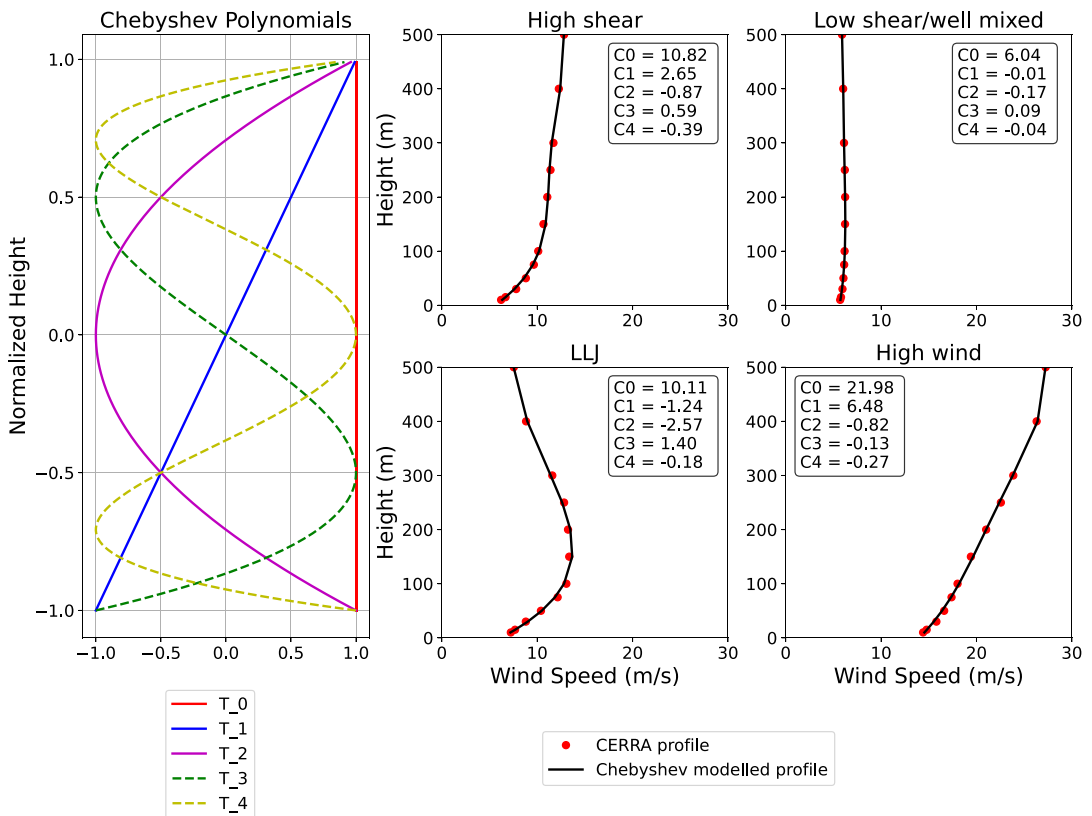 Chebyshev Polynomials
Normalized Height
1.0
0.5
0.0
−0.5
−1.0
−1.0 −0.5 0.0 0.5 1.0
T_0
T_1
T_2
T_3
T_4
High shear
Height (m)
500
400
300
200
100
0
0 10 20 30
C0 = 10.82
C1 = 2.65
C2 = -0.87
C3 = 0.59
C4 = -0.39
Low shear/well mixed
500
400
300
200
100
0
0 10 20 30
C0 = 6.04
C1 = -0.01
C2 = -0.17
C3 = 0.09
C4 = -0.04
LLJ
Height (m)
500
400
300
200
100
0
0 10 20 30
Wind Speed (m/s)
C0 = 10.11
C1 = -1.24
C2 = -2.57
C3 = 1.40
C4 = -0.18
High wind
500
400
300
200
100
0
0 10 20 30
Wind Speed (m/s)
C0 = 21.98
C1 = 6.48
C2 = -0.82
C3 = -0.13
C4 = -0.27
CERRA profile
Chebyshev modelled profile